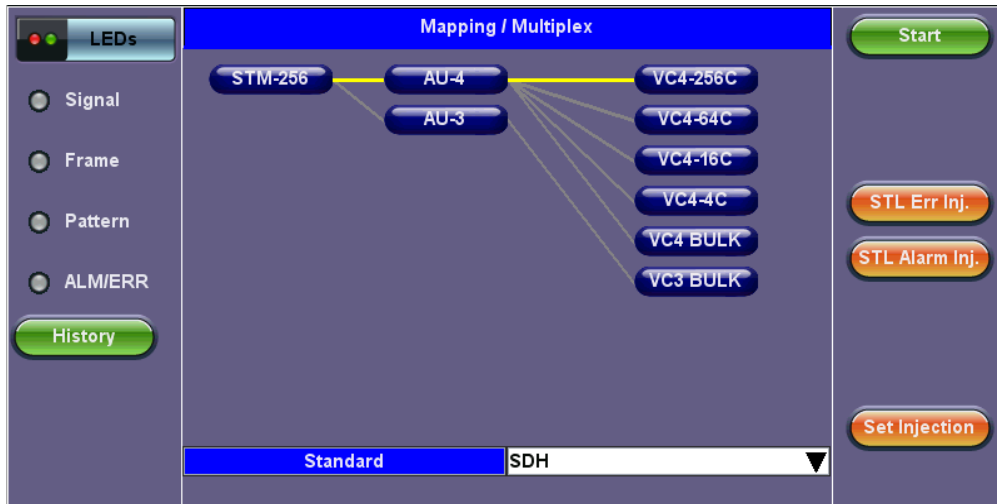 LEDs
Signal
Frame
Pattern
ALM/ERR
History
Mapping / Multiplex
STM-256 AU-4 VC4-256C
AU-3 VC4-64C
VC4-16C
VC4-4C
VC4 BULK
VC3 BULK
Standard SDH
Start
STL Err Inj.
STL Alarm Inj.
Set Injection